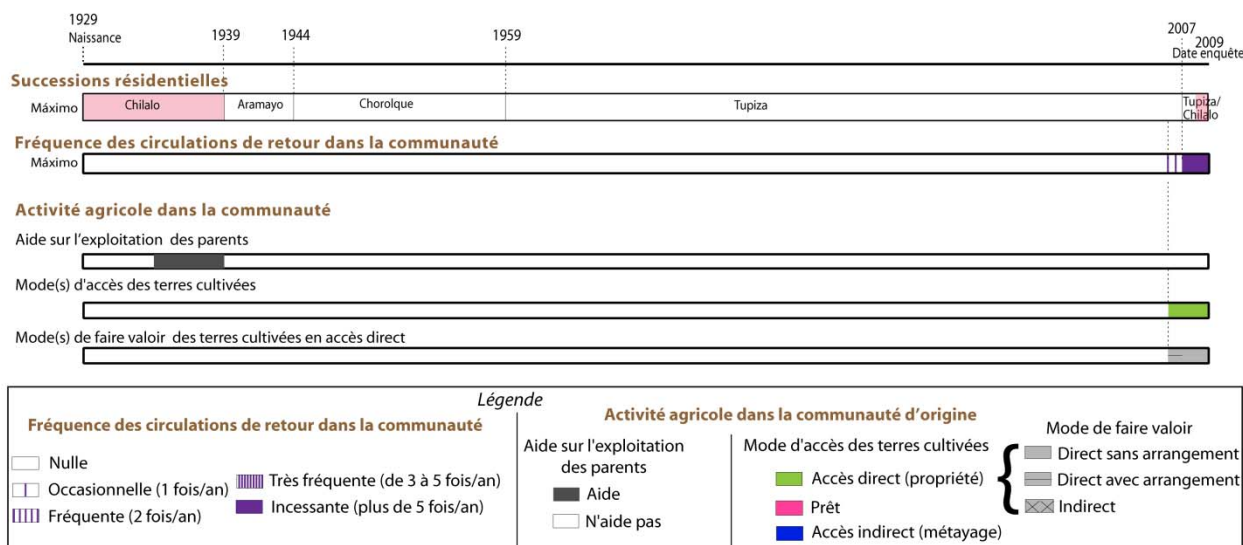 1929
Naissance
1939
1944
1959
2007
2009
Date enquête
Successions résidentielles
Máximo
Chilalo
Aramayo
Chorolque
Tupiza
Tupiza/
Chilalo
Fréquence des circulations de retour dans la communauté
Máximo
Activité agricole dans la communauté
Aide sur l'exploitation des parents
Mode(s) d'accès des terres cultivées
Mode(s) de faire valoir des terres cultivées en accès direct
Légende
Fréquence des circulations de retour dans la communauté
Nulle
Occasionnelle (1 fois/an)
Fréquente (2 fois/an)
Très fréquente (de 3 à 5 fois/an)
Incessante (plus de 5 fois/an)
Activité agricole dans la communauté d'origine
Aide sur l'exploitation
des parents
Aide
N'aide pas
Mode d'accès des terres cultivées
Accès direct (propriété)
Prêt
Accès indirect (métayage)
Mode de faire valoir
Direct sans arrangement
Direct avec arrangement
Indirect